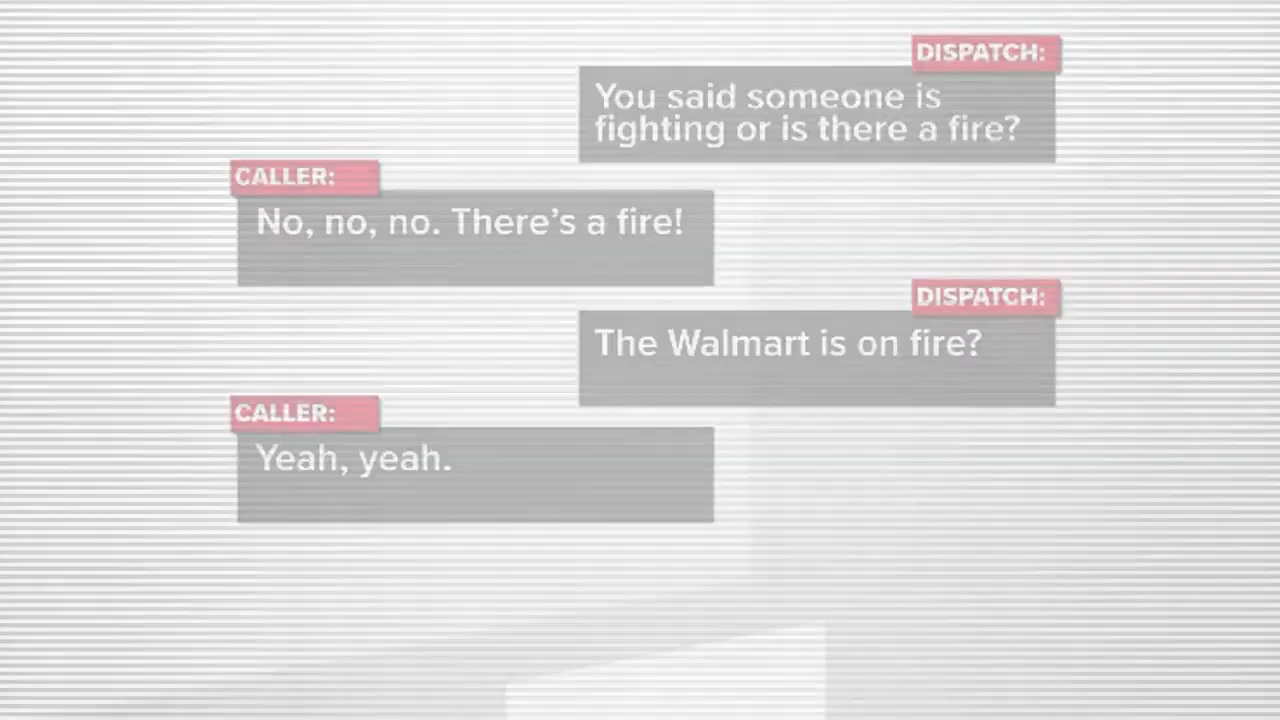 DISPATCH:
You said someone is
fighting or is there a fire?
CALLER:
No, no, no. There’s a fire!
DISPATCH:
The Walmart is on fire?
CALLER:
Yeah, yeah.